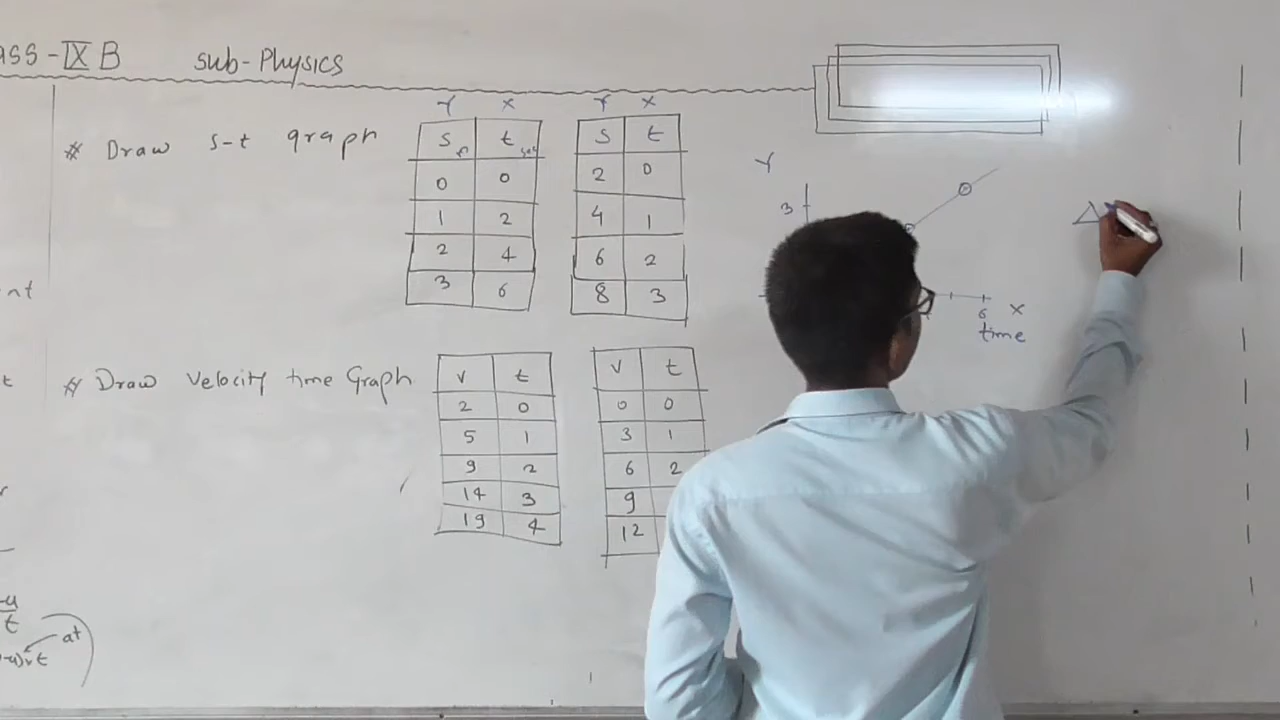 ass - IX B sub - Physics
# Draw s-t graph
Y X
S t
0 0
1 2
2 4
3 6
Y X
S t
2 0
4 1
6 2
8 3
Y
3
6 X
time
Δ
nt
t
# Draw Velocity time Graph
V t
2 0
5 1
9 2
14 3
19 4
V t
0 0
3 1
6 2
9
12
-u
t
at
-u)
t